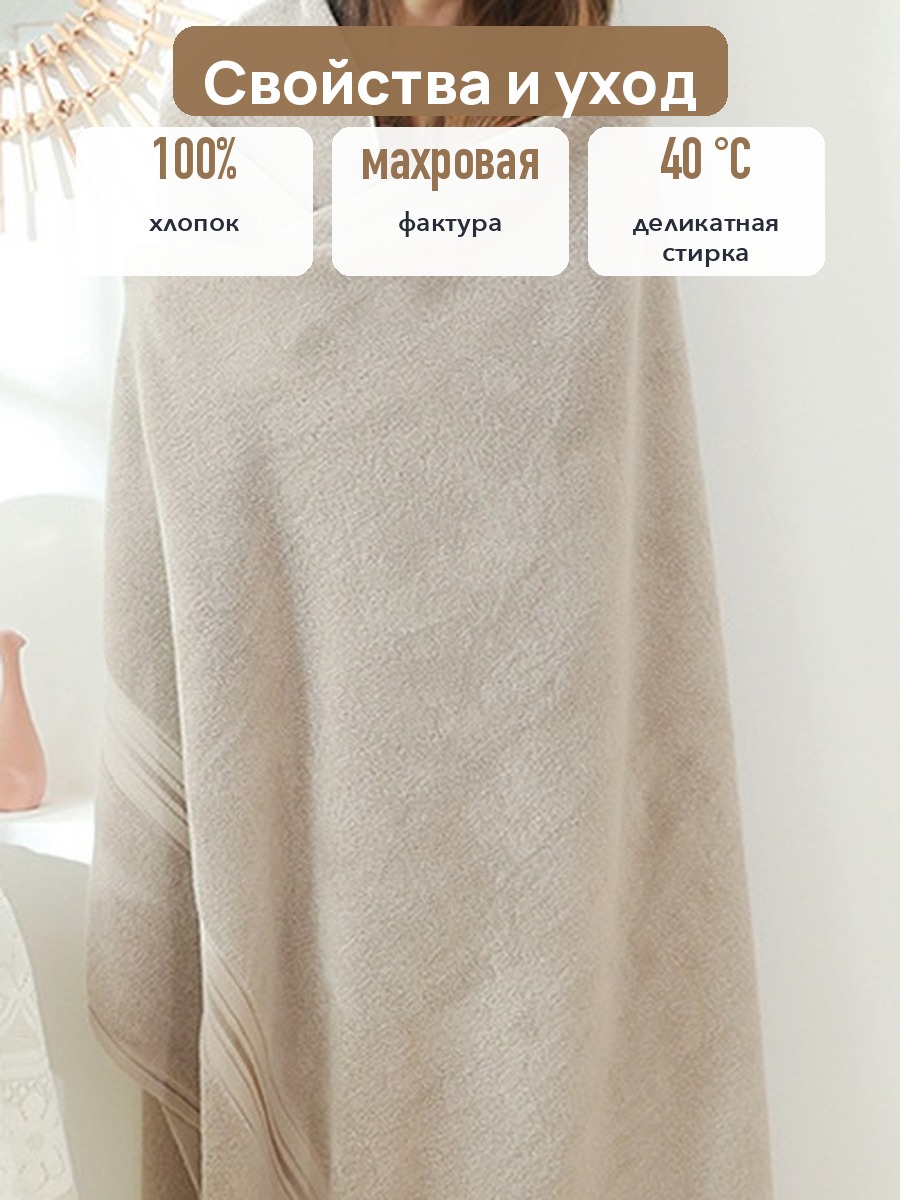 Свойства и уход
100%
хлопок
махровая
фактура
40 °C
деликатная
стирка